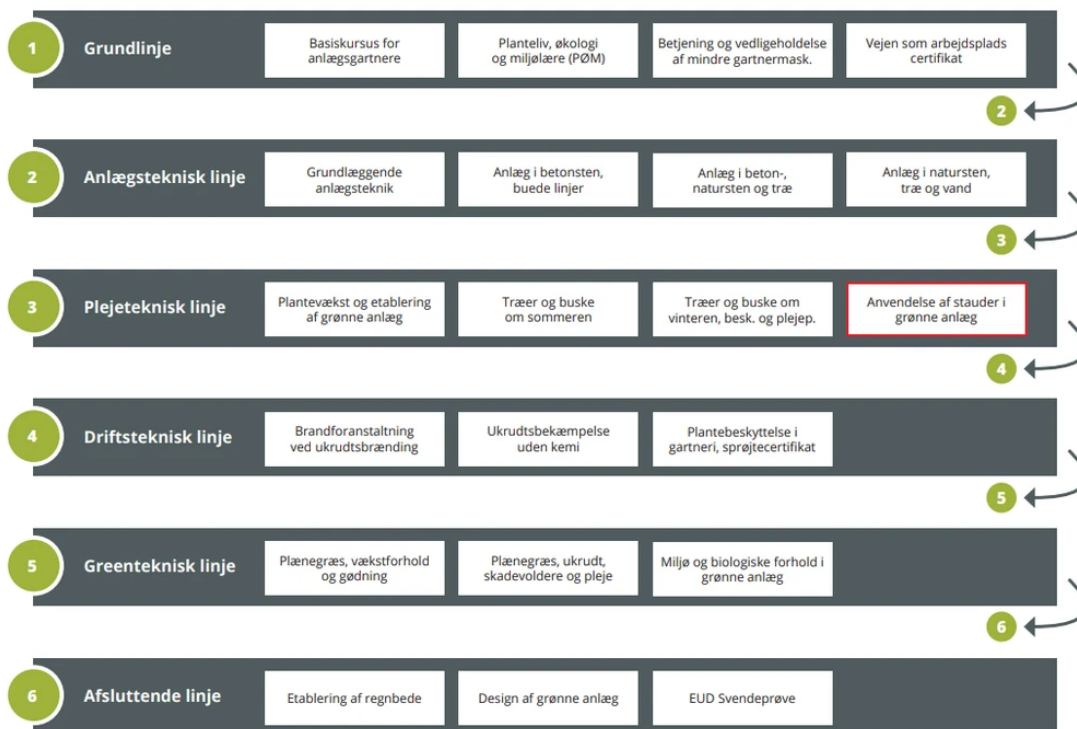 1
Grundlinje
Basiskursus for
anlægsgartnere
Planteliv, økologi
og miljølære (PØM)
Betjening og vedligeholdelse
af mindre gartnermask.
Vejen som arbejdsplads
certifikat
2
2
Anlægsteknisk linje
Grundlæggende
anlægsteknik
Anlæg i betonsten,
buede linjer
Anlæg i beton-,
natursten og træ
Anlæg i natursten,
træ og vand
3
3
Plejeteknisk linje
Plantevækst og etablering
af grønne anlæg
Træer og buske
om sommeren
Træer og buske om
vinteren, besk. og plejep.
Anvendelse af stauder i
grønne anlæg
4
4
Driftsteknisk linje
Brandforanstaltning
ved ukrudtsbrænding
Ukrudtsbekæmpelse
uden kemi
Plantebeskyttelse i
gartneri, sprøjtecertifikat
5
5
Greenteknisk linje
Plænegræs, vækstforhold
og gødning
Plænegræs, ukrudt,
skadevoldere og pleje
Miljø og biologiske forhold i
grønne anlæg
6
6
Afsluttende linje
Etablering af regnbede
Design af grønne anlæg
EUD Svendeprøve